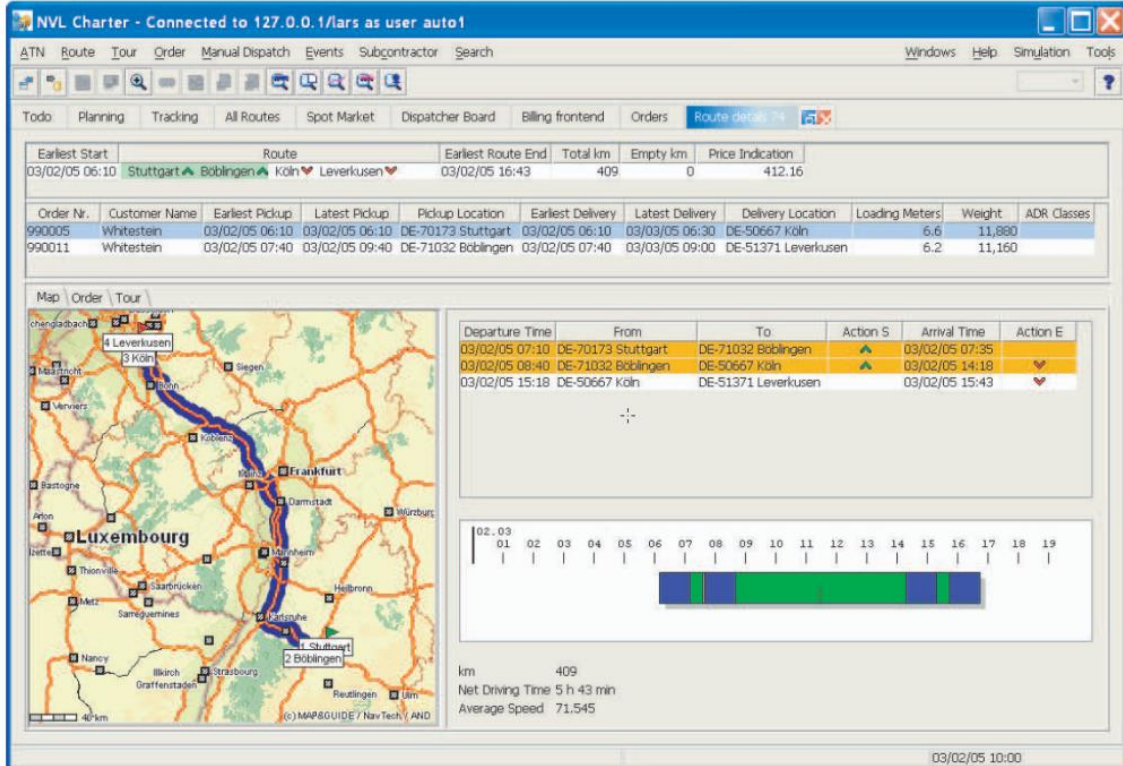 NVL Charter - Connected to 127.0.0.1/lars as user auto1
ATN Route Tour Order Manual Dispatch Events Subcontractor Search Windows Help Simulation Tools
?
Todo Planning Tracking All Routes Spot Market Dispatcher Board Billing frontend Orders Route details 74
Earliest Start Route Earliest Route End Total km Empty km Price Indication
03/02/05 06:10 Stuttgart Böblingen Köln Leverkusen 03/02/05 16:43 409 0 412.16
Order Nr. Customer Name Earliest Pickup Latest Pickup Pickup Location Earliest Delivery Latest Delivery Delivery Location Loading Meters Weight ADR Classes
990005 Whitestein 03/02/05 06:10 03/02/05 06:10 DE-70173 Stuttgart 03/02/05 06:10 03/03/05 06:30 DE-50667 Köln 6.6 11,880
990011 Whitestein 03/02/05 07:40 03/02/05 09:40 DE-71032 Böblingen 03/02/05 07:40 03/03/05 09:00 DE-51371 Leverkusen 6.2 11,160
Map Order Tour
chengladbach
4 Leverkusen
3 Köln
Siegen
Maastricht
Bonn
Verviers
Koblenz
Mainz
Frankfurt
Bastogne
Darmstadt
Würzburg
Arlon
Luxembourg
Mannheim
Thionville
Saarbrücken
Heilbronn
Metz
Sarreguemines
Karlsruhe
1 Stuttgart
2 Böblingen
Nancy
Illkirch
Graffenstaden
Strasbourg
Reutlingen
Ulm
40 km
(c) MAP&GUIDE / NavTech / AND
Departure Time From To Action S Arrival Time Action E
03/02/05 07:10 DE-70173 Stuttgart DE-71032 Böblingen 03/02/05 07:35
03/02/05 08:40 DE-71032 Böblingen DE-50667 Köln 03/02/05 14:18
03/02/05 15:18 DE-50667 Köln DE-51371 Leverkusen 03/02/05 15:43
02.03
01 02 03 04 05 06 07 08 09 10 11 12 13 14 15 16 17 18 19
km 409
Net Driving Time 5 h 43 min
Average Speed 71.545
03/02/05 10:00